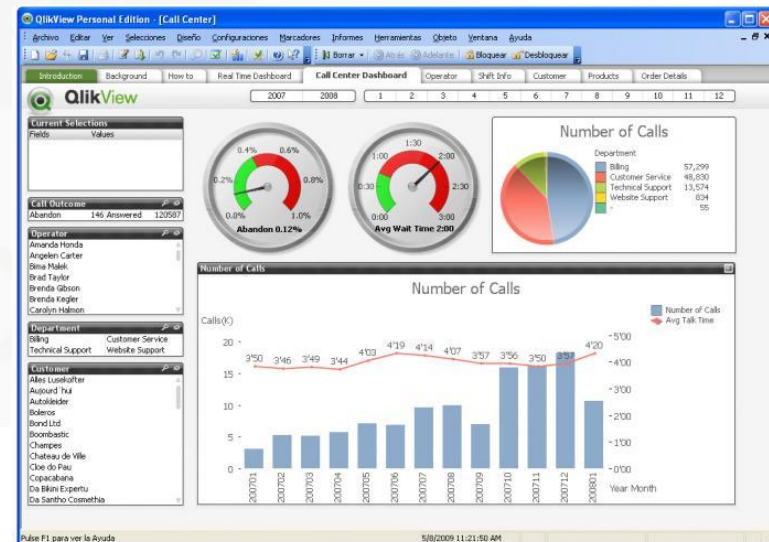 QlikView Personal Edition - [Call Center]
Archivo Editar Ver Selecciones Diseño Configuraciones Marcadores Informes Herramientas Objeto Ventana Ayuda
Borrar Atrás Adelante Bloquear Desbloquear
Introduction Background How to Real Time Dashboard Call Center Dashboard Operator Shift Info Customer Products Order Details
QlikView
2007 2008 1 2 3 4 5 6 7 8 9 10 11 12
Current Selections
Fields Values
Call Outcome
Abandon 146 Answered 120587
Operator
Amanda Honda
Angelen Carter
Bima Malek
Brad Taylor
Brenda Gibson
Brenda Kegler
Carolyn Halmon
Department
Billing Customer Service
Technical Support Website Support
Customer
Alles Lusekofter
Aujourd 'hui
Autokleider
Boleros
Bond Ltd
Boombastic
Champes
Chateau de Ville
Cloe do Pau
Copacabana
Da Bikini Expertu
Da Santho Cosmethia
0.0% 0.2% 0.4% 0.6% 0.8% 1.0%
Abandon 0.12%
0:00 0:30 1:00 1:30 2:00 2:30 3:00
Avg Wait Time 2:00
Number of Calls
Department
Billing 57,299
Customer Service 48,830
Technical Support 13,574
Website Support 834
- 55
Number of Calls
Number of Calls
Number of Calls
Avg Talk Time
Calls(K)
20
15
10
5
0
3'50 3'46 3'49 3'44 4'03 4'19 4'14 4'07 3'57 3'56 3'50 3'57 4'20
5'00
4'00
3'00
2'00
1'00
0'00
200701 200702 200703 200704 200705 200706 200707 200708 200709 200710 200711 200712 200801
Year Month
Pulse F1 para ver la Ayuda 5/8/2009 11:21:50 AM